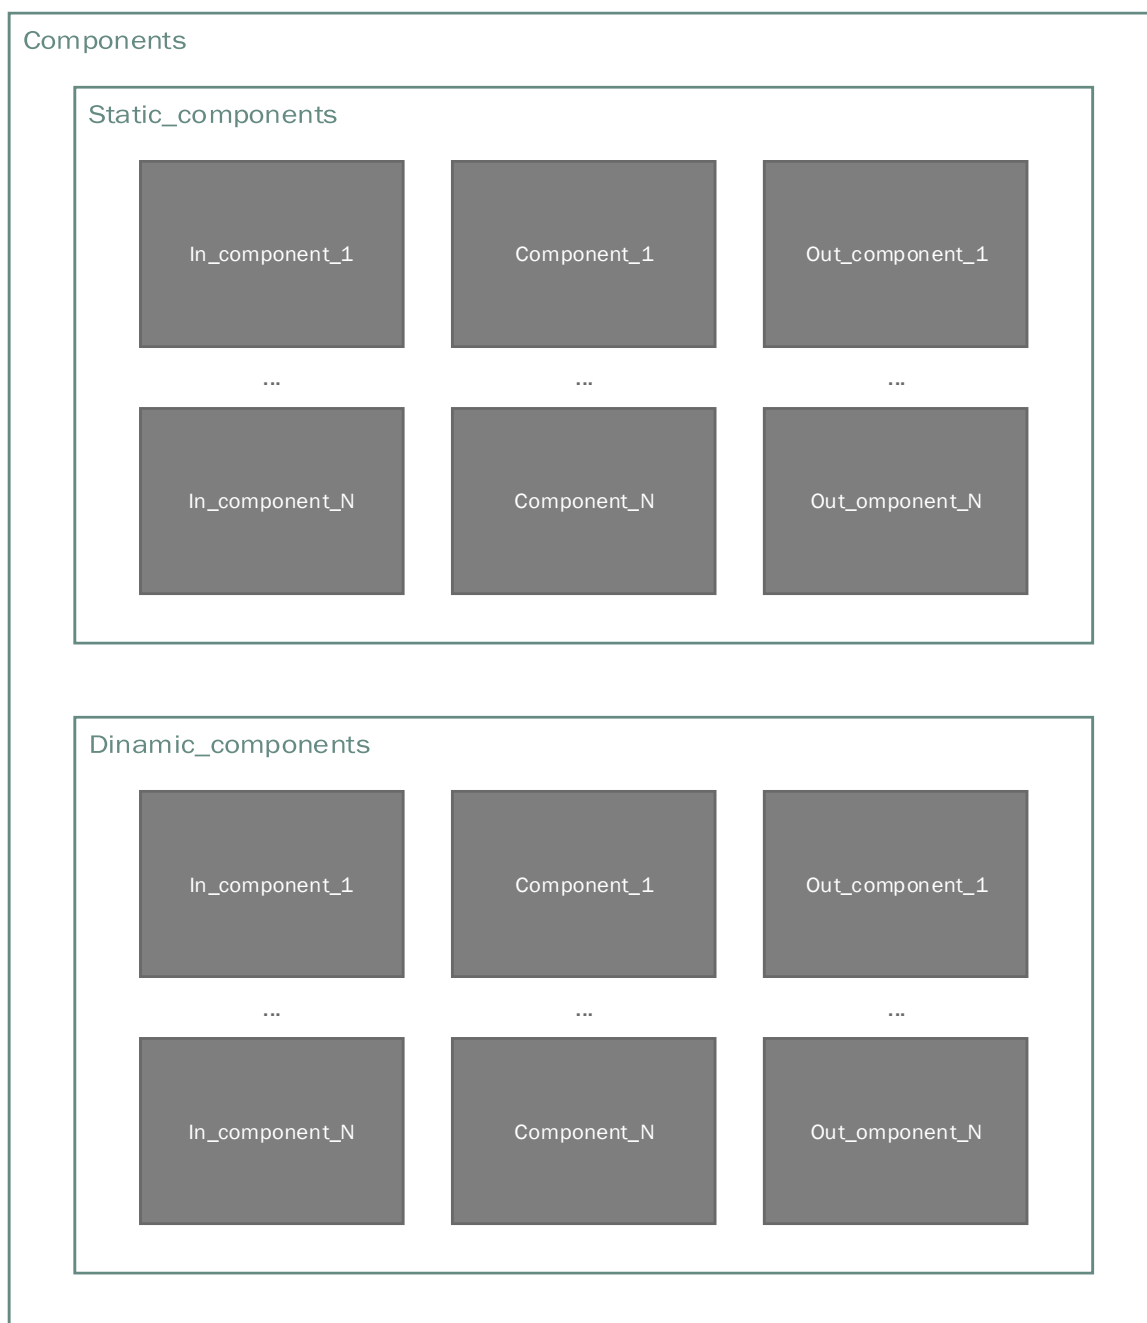 Components
Static_components
In_component_1 Component_1 Out_component_1
... ... ...
In_component_N Component_N Out_omponent_N
Dinamic_components
In_component_1 Component_1 Out_component_1
... ... ...
In_component_N Component_N Out_omponent_N